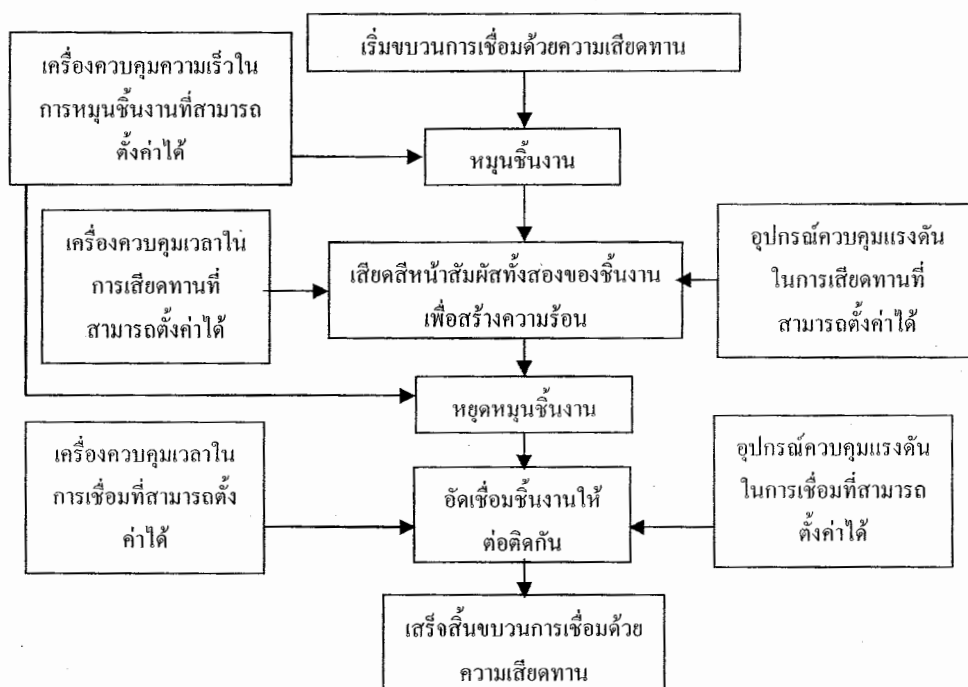 เริ่มขบวนการเชื่อมด้วยความเสียดทาน
เครื่องควบคุมความเร็วใน
การหมุนชิ้นงานที่สามารถ
ตั้งค่าได้
หมุนชิ้นงาน
เครื่องควบคุมเวลาใน
การเสียดทานที่
สามารถตั้งค่าได้
เสียดสีหน้าสัมผัสทั้งสองของชิ้นงาน
เพื่อสร้างความร้อน
อุปกรณ์ควบคุมแรงดัน
ในการเสียดทานที่
สามารถตั้งค่าได้
หยุดหมุนชิ้นงาน
เครื่องควบคุมเวลาใน
การเชื่อมที่สามารถตั้ง
ค่าได้
อัดเชื่อมชิ้นงานให้
ต่อติดกัน
อุปกรณ์ควบคุมแรงดัน
ในการเชื่อมที่สามารถ
ตั้งค่าได้
เสร็จสิ้นขบวนการเชื่อมด้วย
ความเสียดทาน